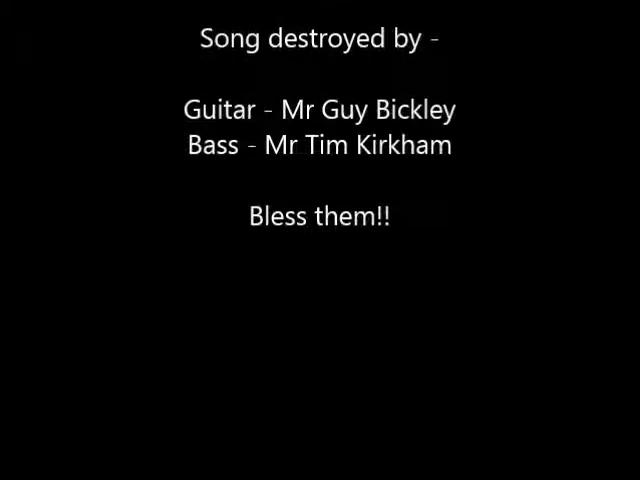 Song destroyed by -
Guitar - Mr Guy Bickley
Bass - Mr Tim Kirkham
Bless them!!